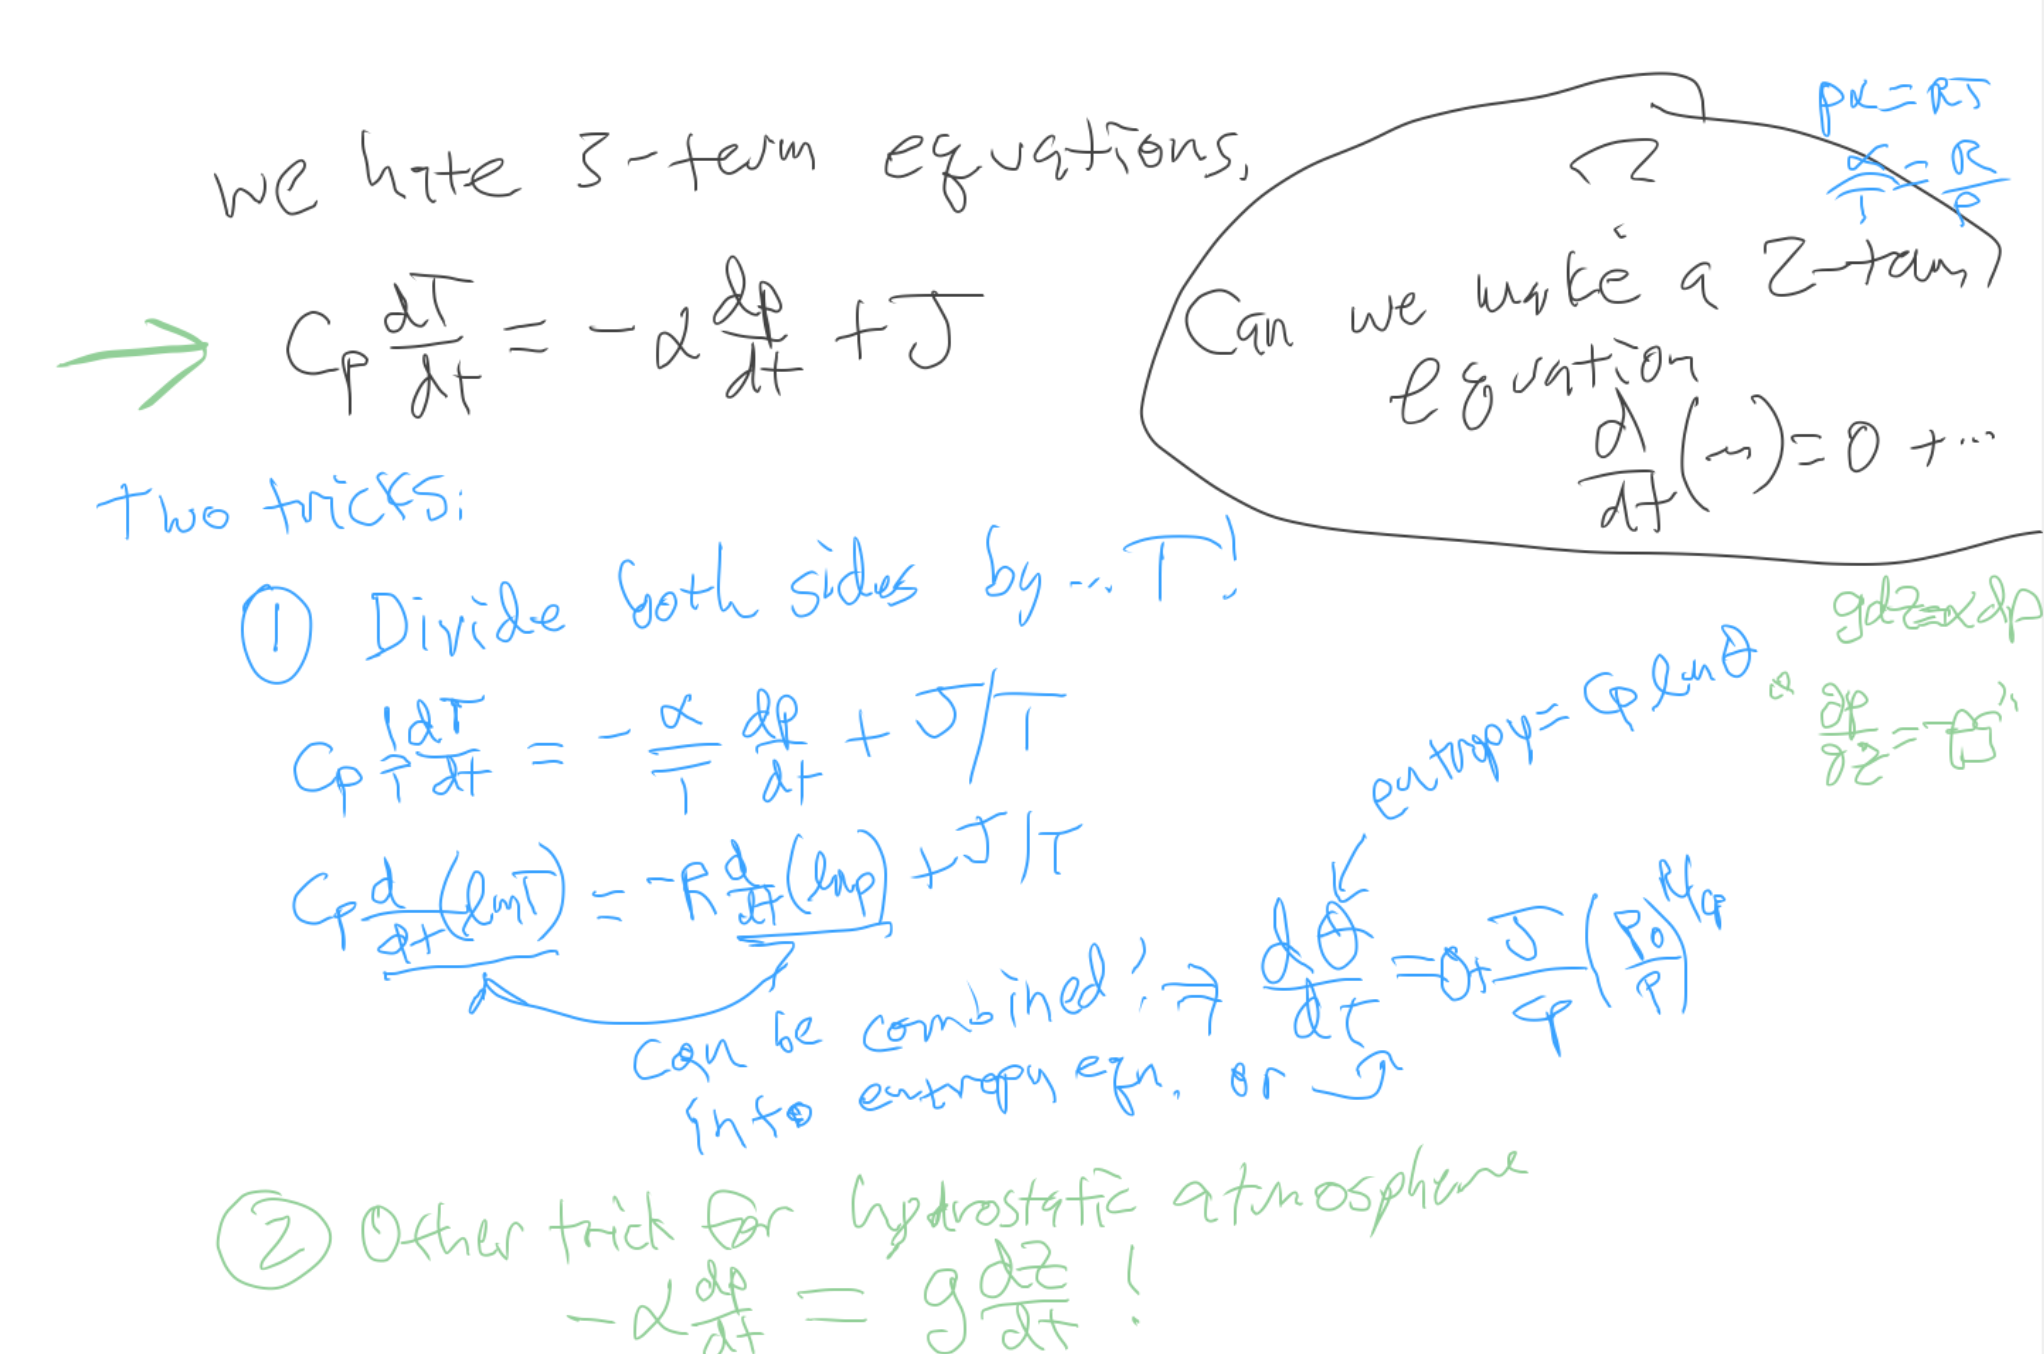 we hate 3-term equations,
pα = RT
α/T = R/p
Cp dT/dt = -α dp/dt + J
Can we make a 2-term
equation
d/dt (~) = 0 + ...
Two tricks:
① Divide both sides by ... T!
gdz=αdp
Cp 1/T dT/dt = -α/T dp/dt + J/T
entropy = Cp ln θ
∂p/∂z = -
Cp d/dt (lnT) = -R d/dt (lnp) + J/T
can be combined! ⇒ dθ/dt = 0 + J/Cp (P0/P)^R/Cp
into entropy eqn. or
② Other trick for hydrostatic atmosphere
-α dp/dt = g dz/dt !